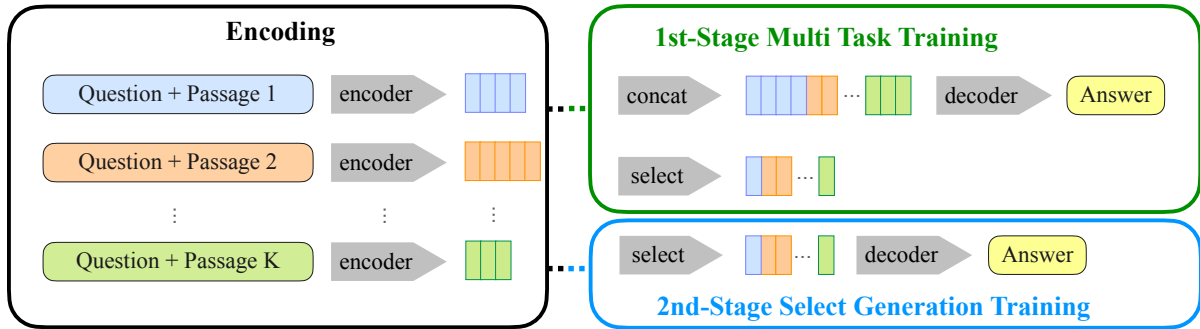 Encoding
Question + Passage 1
encoder
Question + Passage 2
encoder
⋮
⋮
⋮
Question + Passage K
encoder
1st-Stage Multi Task Training
concat
...
decoder
Answer
select
...
select
...
decoder
Answer
2nd-Stage Select Generation Training